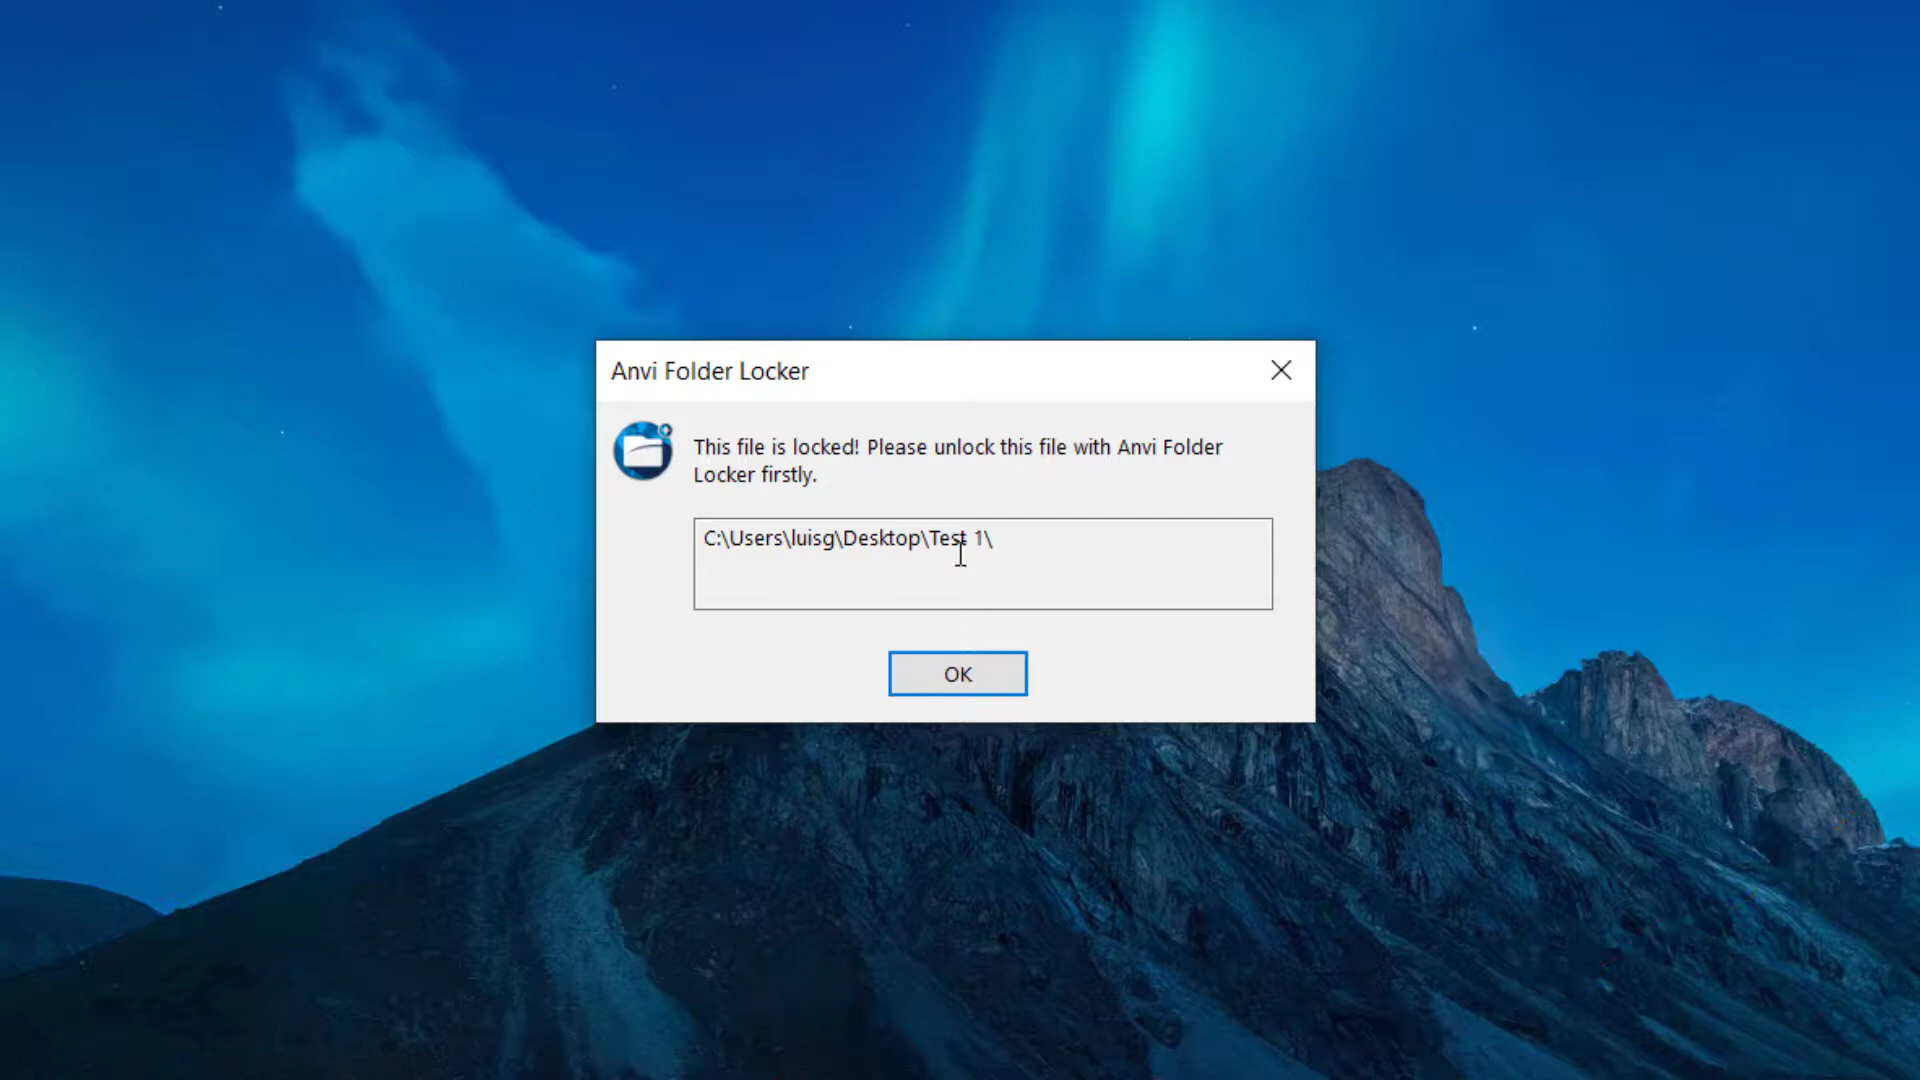 Anvi Folder Locker
This file is locked! Please unlock this file with Anvi Folder
Locker firstly.
C:\Users\luisg\Desktop\Test 1\
OK